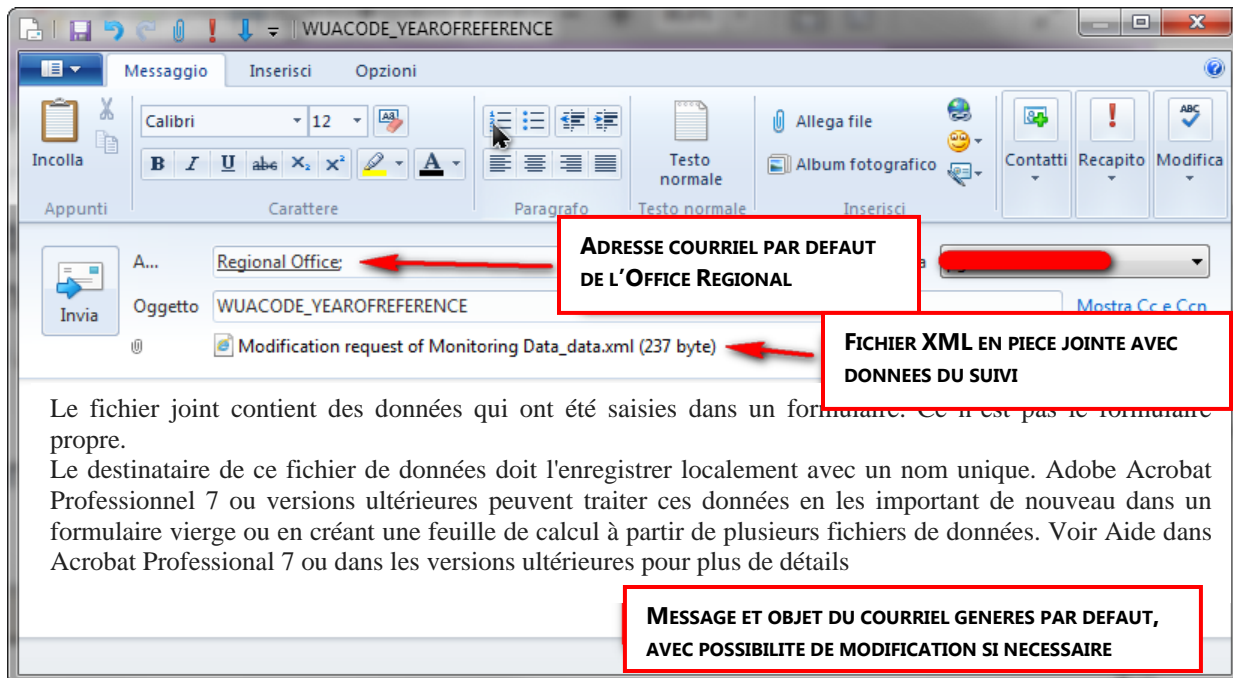 WUACODE_YEAROFREFERENCE
Messaggio Inserisci Opzioni
Incolla
Calibri 12
Aa
B I U abc X₂ X² A
Testo normale
Allega file
Album fotografico
Contatti Recapito Modifica
ABC
Appunti Carattere Paragrafo Testo normale Inserisci
Invia
A... Regional Office;
ADRESSE COURRIEL PAR DEFAUT
DE L'OFFICE REGIONAL
Oggetto WUACODE_YEAROFREFERENCE
Mostra Cc e Ccn
Modification request of Monitoring Data_data.xml (237 byte)
FICHIER XML EN PIECE JOINTE AVEC
DONNEES DU SUIVI
Le fichier joint contient des données qui ont été saisies dans un formulaire. Ce n'est pas le formulaire
propre.
Le destinataire de ce fichier de données doit l'enregistrer localement avec un nom unique. Adobe Acrobat
Professionnel 7 ou versions ultérieures peuvent traiter ces données en les important de nouveau dans un
formulaire vierge ou en créant une feuille de calcul à partir de plusieurs fichiers de données. Voir Aide dans
Acrobat Professional 7 ou dans les versions ultérieures pour plus de détails
MESSAGE ET OBJET DU COURRIEL GENERES PAR DEFAUT,
AVEC POSSIBILITE DE MODIFICATION SI NECESSAIRE